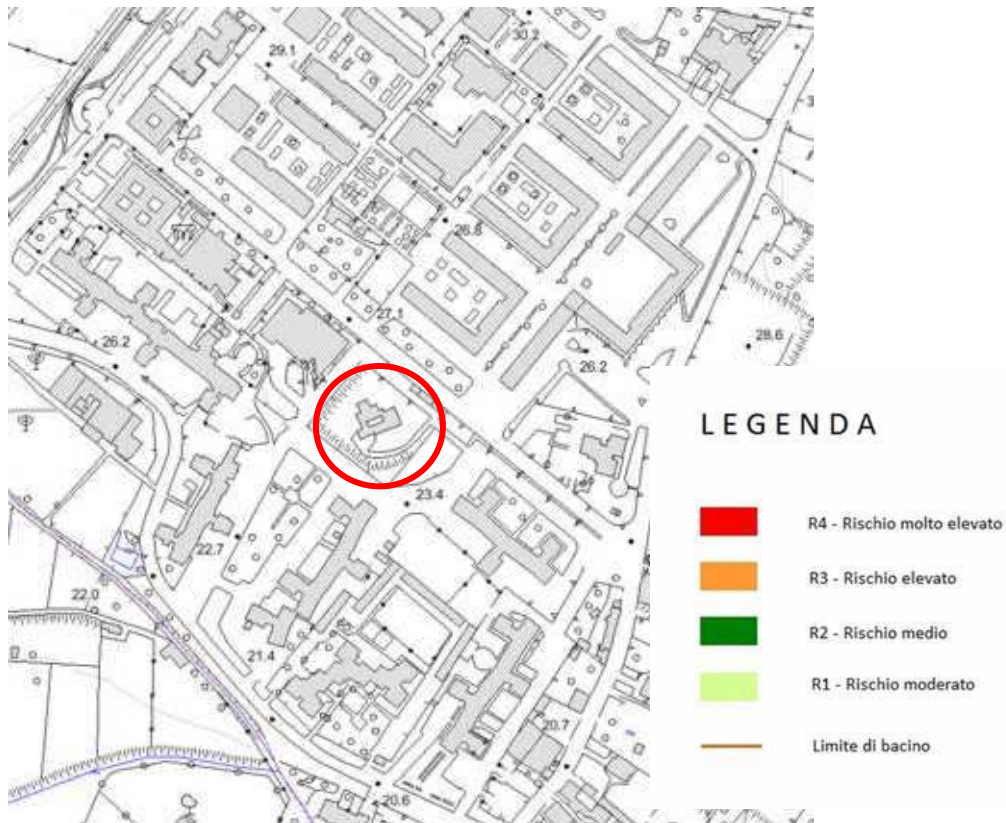 30.2
29.1
26.8
27.1
26.2
28.6
26.2
23.4
22.7
22.0
21.4
20.7
20.6
LEGENDA
R4 - Rischio molto elevato
R3 - Rischio elevato
R2 - Rischio medio
R1 - Rischio moderato
Limite di bacino